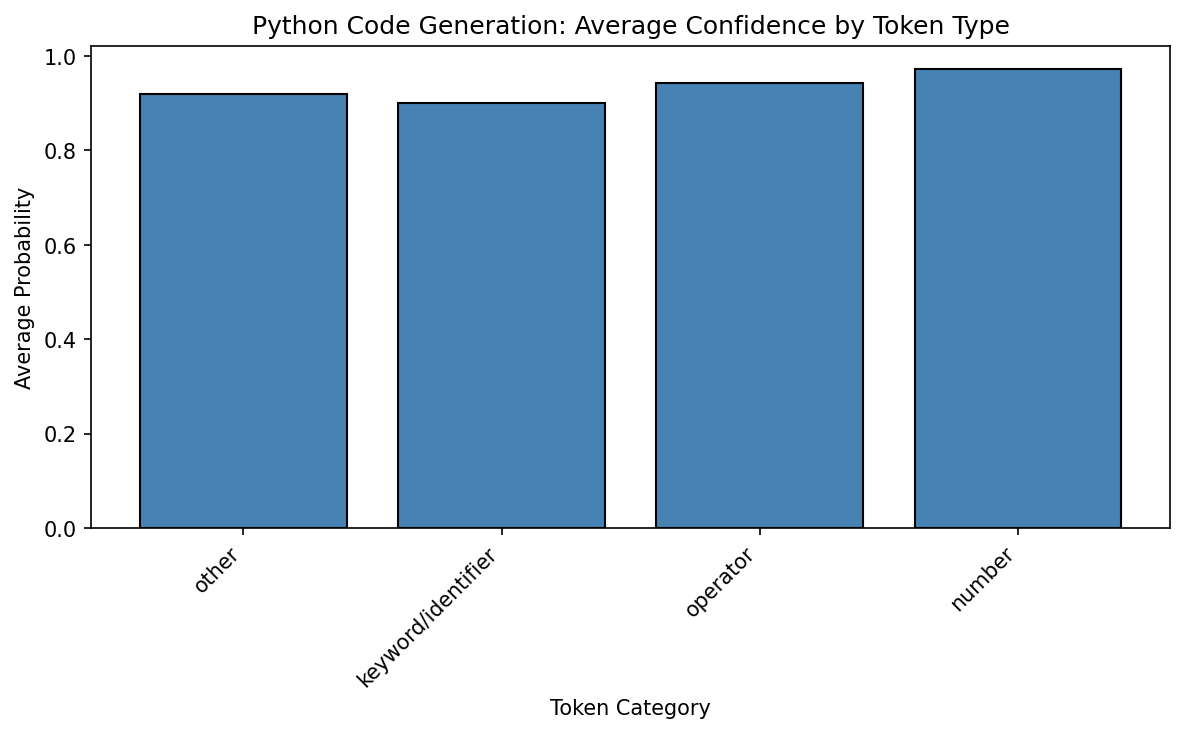 Python Code Generation: Average Confidence by Token Type
1.0
0.8
0.6
0.4
0.2
0.0
Average Probability
other
keyword/identifier
operator
number
Token Category